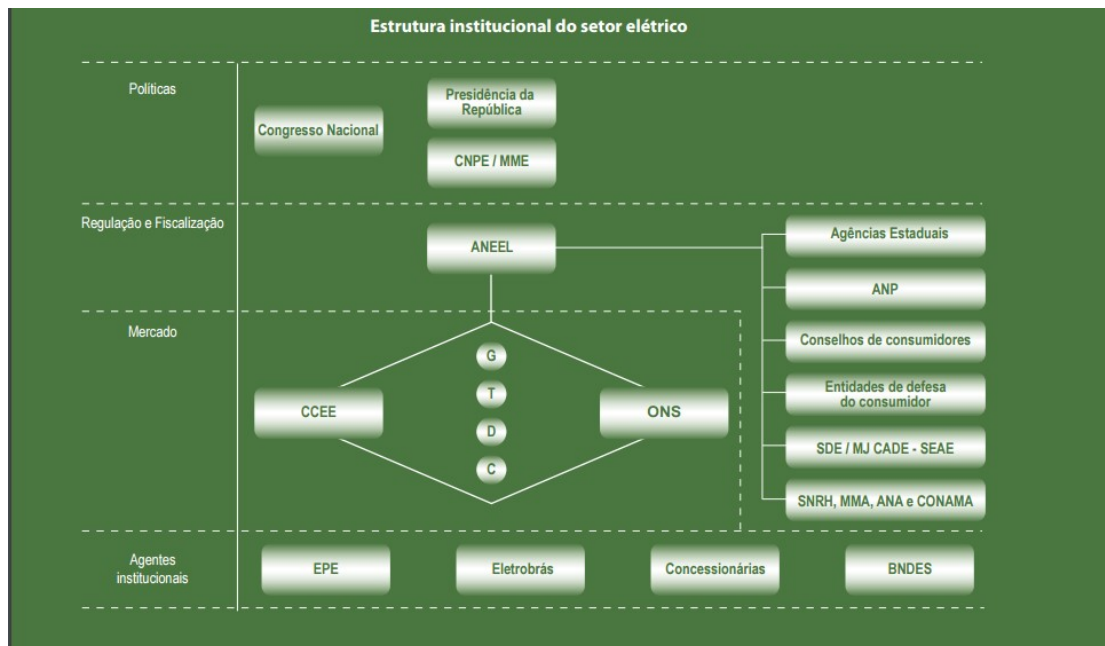 Estrutura institucional do setor elétrico
Políticas
Congresso Nacional
Presidência da
República
CNPE / MME
Regulação e Fiscalização
ANEEL
Agências Estaduais
ANP
Conselhos de consumidores
Entidades de defesa
do consumidor
SDE / MJ CADE - SEAE
SNRH, MMA, ANA e CONAMA
Mercado
CCEE
G
T
D
C
ONS
Agentes
institucionais
EPE
Eletrobrás
Concessionárias
BNDES